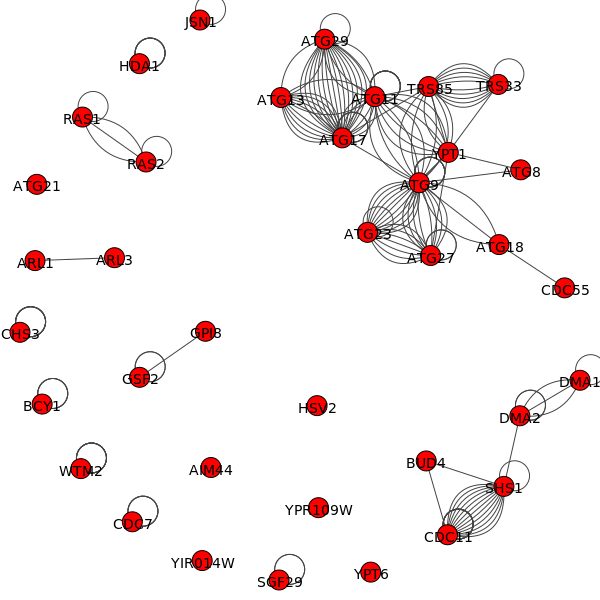 JSN1
ATG29
HDA1
TRS85
TRS33
ATG13
ATG11
RAS1
ATG17
YPT1
RAS2
ATG8
ATG21
ATG9
ATG23
ATG18
ARL1
ARL3
ATG27
CDC55
CHS3
GPI8
GSF2
DMA1
BCY1
HSV2
DMA2
WTM2
AIM44
BUD4
SHS1
CDC7
YPR109W
CDC11
YIR014W
SGF29
YPT6